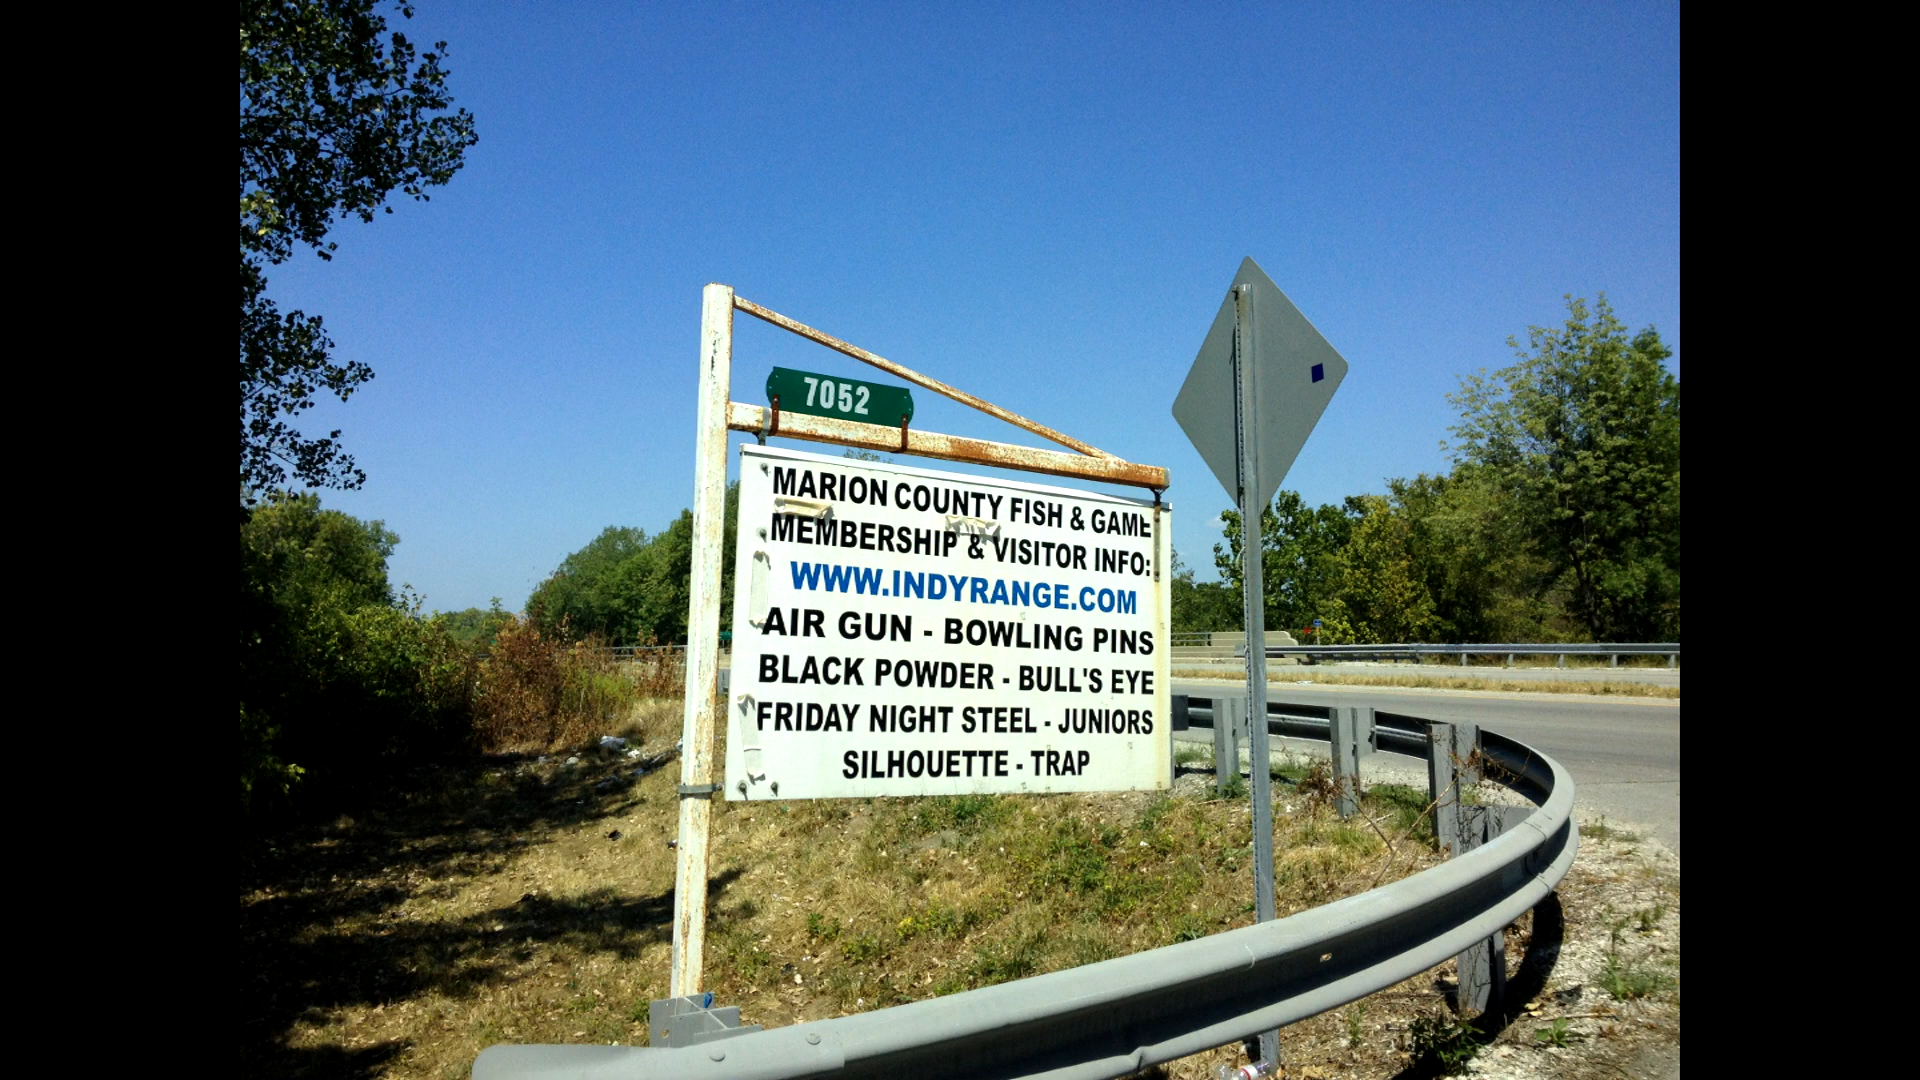 7052
MARION COUNTY FISH & GAME
MEMBERSHIP & VISITOR INFO:
WWW.INDYRANGE.COM
AIR GUN - BOWLING PINS
BLACK POWDER - BULL'S EYE
FRIDAY NIGHT STEEL - JUNIORS
SILHOUETTE - TRAP